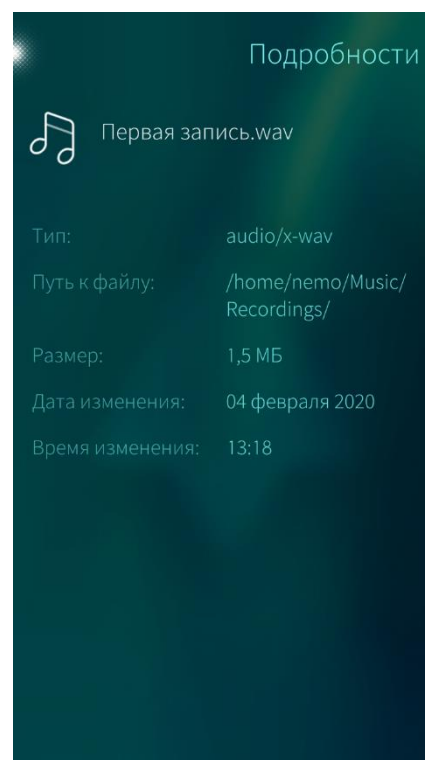 Подробности
Первая запись.wav
Тип: audio/x-wav
Путь к файлу: /home/nemo/Music/
Recordings/
Размер: 1,5 МБ
Дата изменения: 04 февраля 2020
Время изменения: 13:18